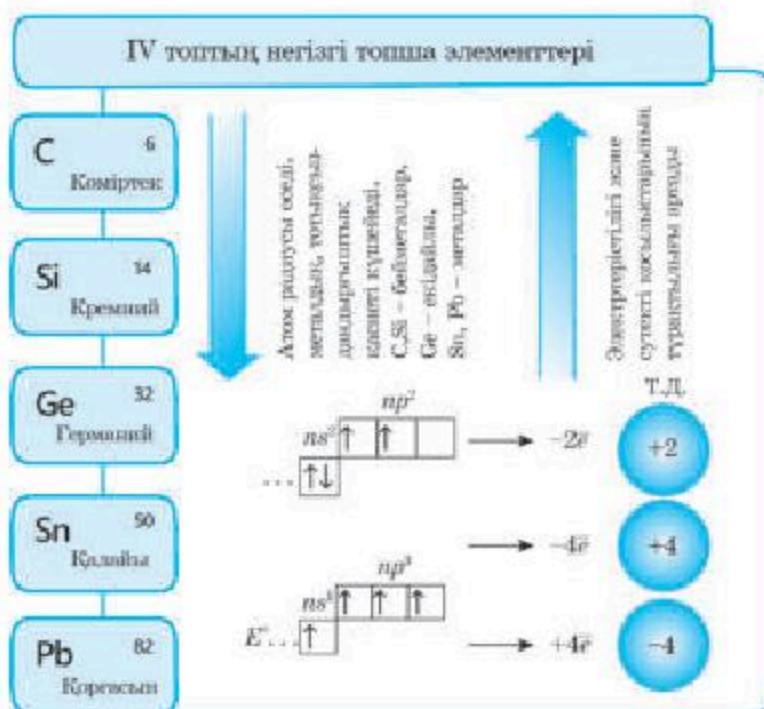 IV топтың негізгі топша элементтері
C 6
Көміртек
Si 14
Кремний
Ge 32
Германий
Sn 50
Қалайы
Pb 82
Қорғасын
Атом радиусы өседі,
металдық, тотықсыз-
дандырғыштық
қасиеті күшейеді,
C,Si – бейметалдар,
Ge – екідайлы,
Sn, Pb – металдар
Электртерістілігі және
сутекті қосылыстарының
тұрақтылығы артады
Т.Д.
np²
ns² ↑ ↑
... ↑↓
–2ē
+2
–4ē
+4
np³
ns¹ ↑ ↑ ↑
E* ... ↑
+4ē
–4